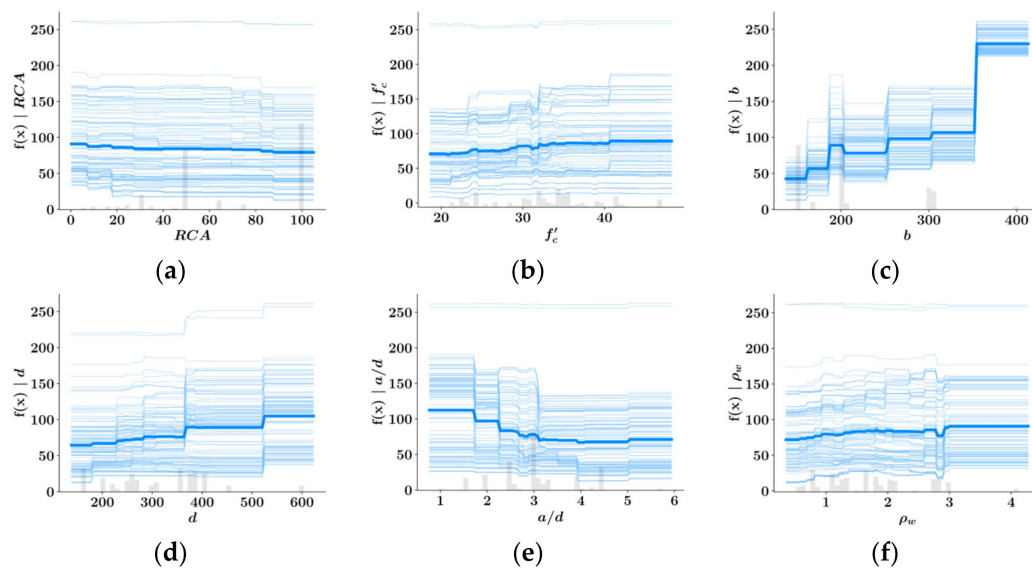 250
200
150
100
50
0
f(x) | RCA
0 20 40 60 80 100
RCA
(a)
250
200
150
100
50
0
f(x) | f′c
20 30 40
f′c
(b)
250
200
150
100
50
0
f(x) | b
200 300 400
b
(c)
250
200
150
100
50
0
f(x) | d
200 300 400 500 600
d
(d)
250
200
150
100
50
0
f(x) | a/d
1 2 3 4 5 6
a/d
(e)
250
200
150
100
50
0
f(x) | ρw
1 2 3 4
ρw
(f)